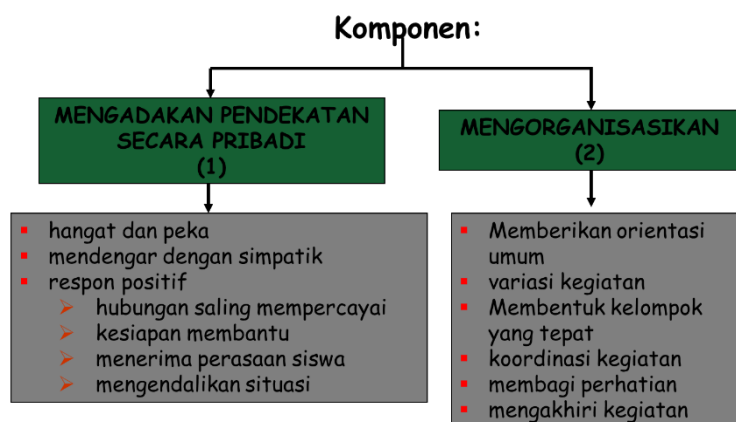 Komponen:
MENGADAKAN PENDEKATAN
SECARA PRIBADI
(1)
MENGORGANISASIKAN
(2)
hangat dan peka
mendengar dengan simpatik
respon positif
hubungan saling mempercayai
kesiapan membantu
menerima perasaan siswa
mengendalikan situasi
Memberikan orientasi
umum
variasi kegiatan
Membentuk kelompok
yang tepat
koordinasi kegiatan
membagi perhatian
mengakhiri kegiatan